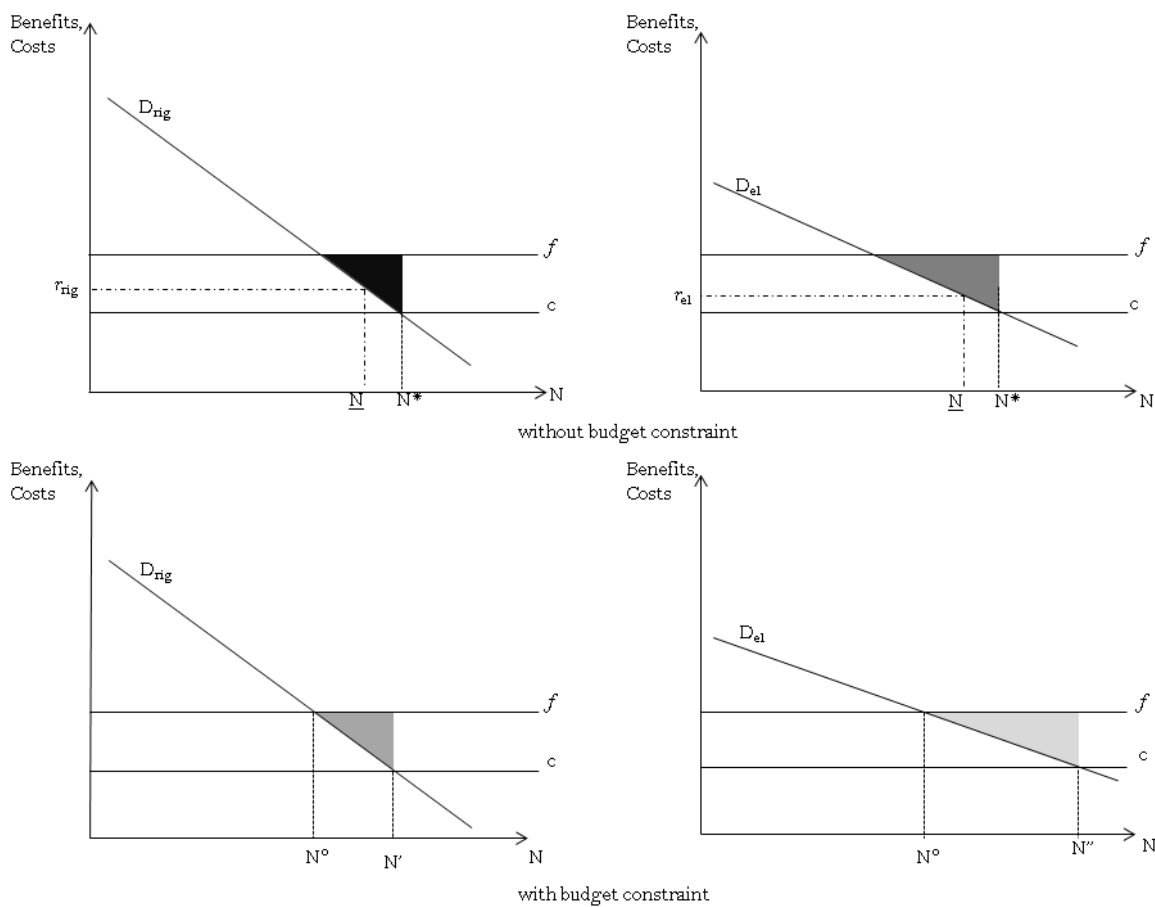 Benefits,
Costs
D_rig
f
r_rig
c
N
N* 
N
Benefits,
Costs
D_el
f
r_el
c
N
N*
N
without budget constraint
Benefits,
Costs
D_rig
f
c
N°
N′
N
Benefits,
Costs
D_el
f
c
N°
N″
N
with budget constraint